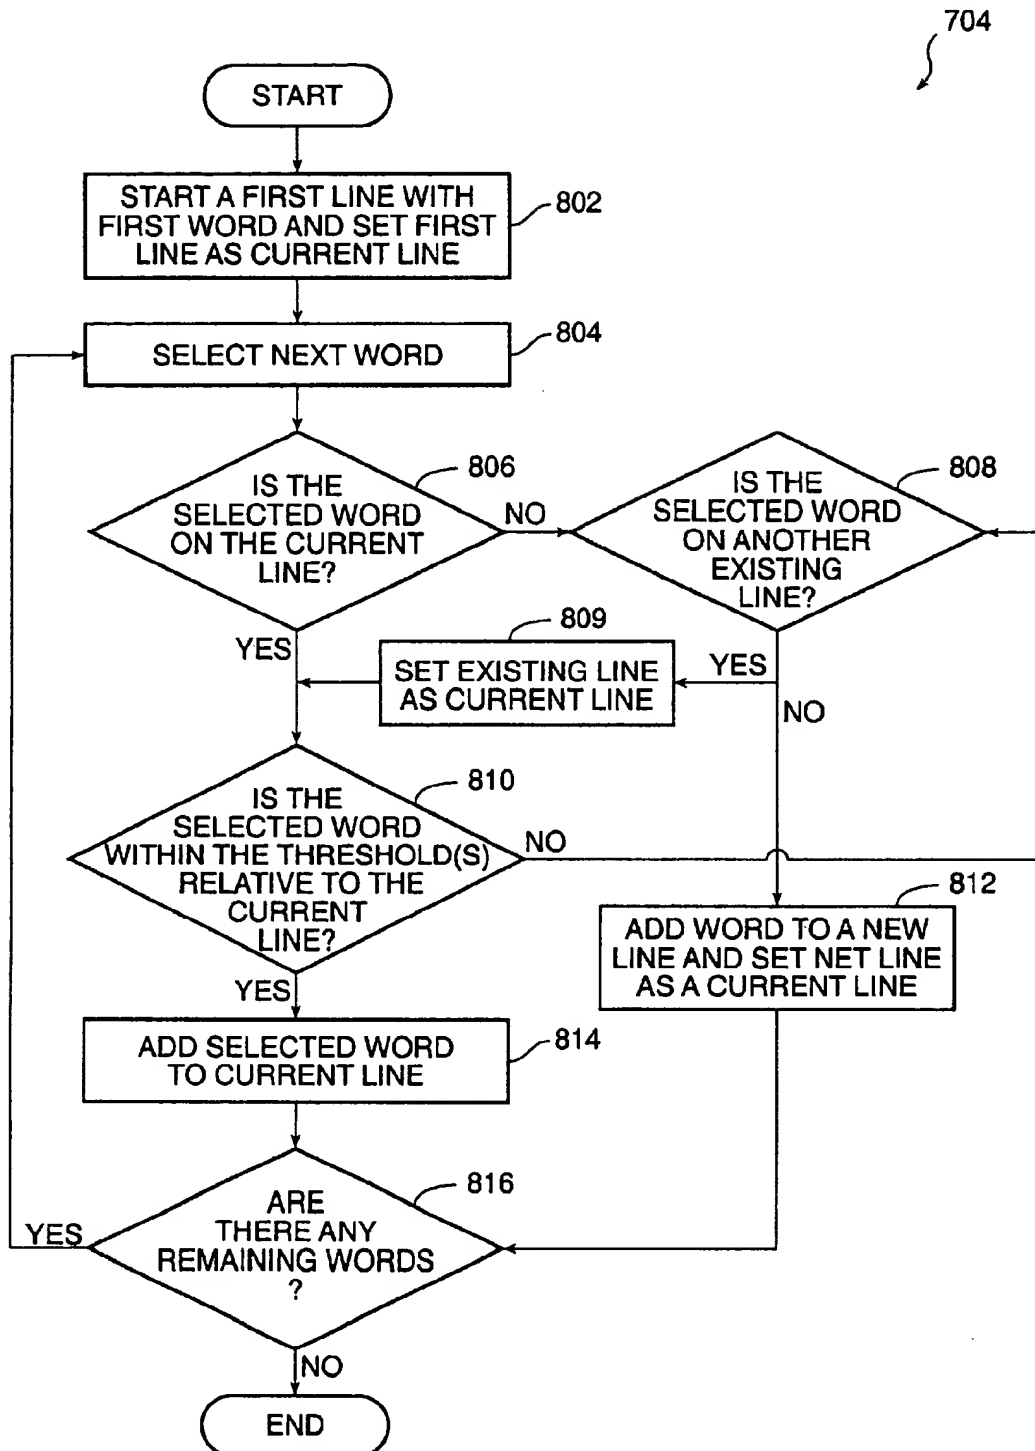 704
START
START A FIRST LINE WITH
FIRST WORD AND SET FIRST
LINE AS CURRENT LINE
802
SELECT NEXT WORD
804
IS THE
SELECTED WORD
ON THE CURRENT
LINE?
806
NO
IS THE
SELECTED WORD
ON ANOTHER
EXISTING
LINE?
808
YES
SET EXISTING LINE
AS CURRENT LINE
809
YES
NO
IS THE
SELECTED WORD
WITHIN THE THRESHOLD(S)
RELATIVE TO THE
CURRENT
LINE?
810
NO
ADD WORD TO A NEW
LINE AND SET NET LINE
AS A CURRENT LINE
812
YES
ADD SELECTED WORD
TO CURRENT LINE
814
ARE
THERE ANY
REMAINING WORDS
?
816
YES
NO
END